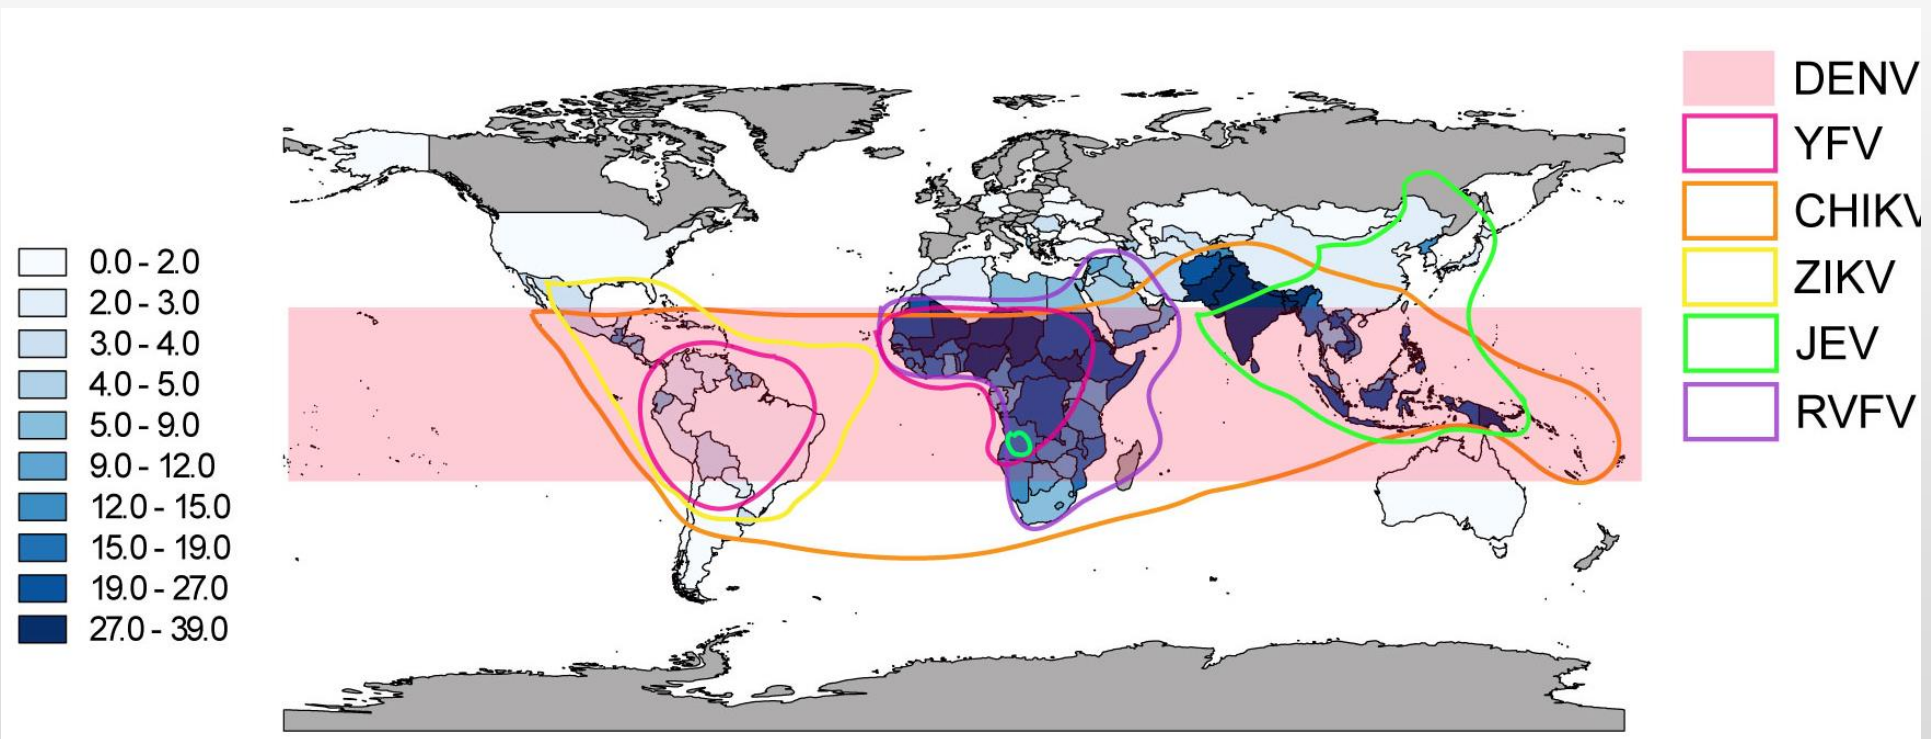 0.0 - 2.0
2.0 - 3.0
3.0 - 4.0
4.0 - 5.0
5.0 - 9.0
9.0 - 12.0
12.0 - 15.0
15.0 - 19.0
19.0 - 27.0
27.0 - 39.0
DENV
YFV
CHIKV
ZIKV
JEV
RVFV